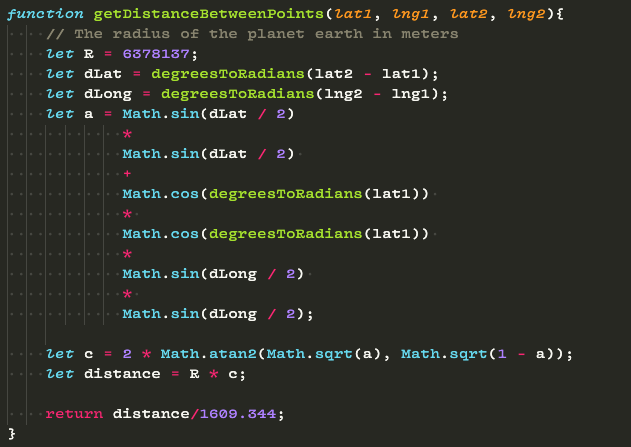 function getDistanceBetweenPoints(lat1, lng1, lat2, lng2){
// The radius of the planet earth in meters
let R = 6378137;
let dLat = degreesToRadians(lat2 - lat1);
let dLong = degreesToRadians(lng2 - lng1);
let a = Math.sin(dLat / 2)
*
Math.sin(dLat / 2)
+
Math.cos(degreesToRadians(lat1))
*
Math.cos(degreesToRadians(lat1))
*
Math.sin(dLong / 2)
*
Math.sin(dLong / 2);
let c = 2 * Math.atan2(Math.sqrt(a), Math.sqrt(1 - a));
let distance = R * c;
return distance/1609.344;
}